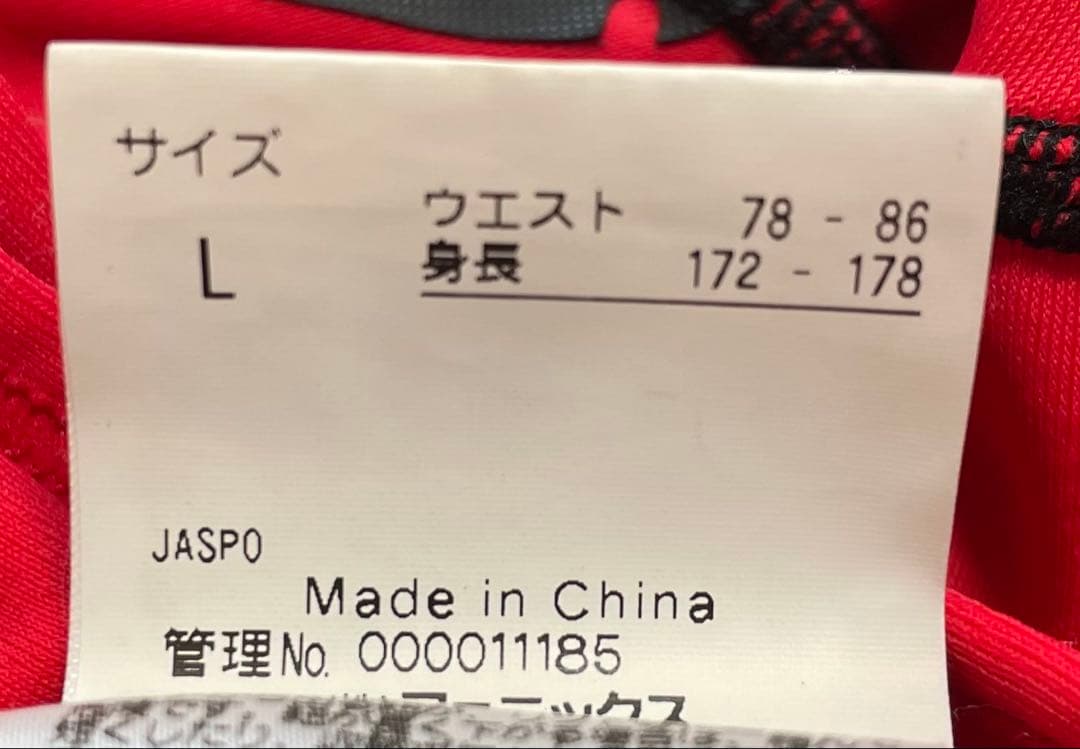 サイズ
L
ウエスト 78 - 86
身長 172 - 178
JASPO
Made in China
管理No. 000011185